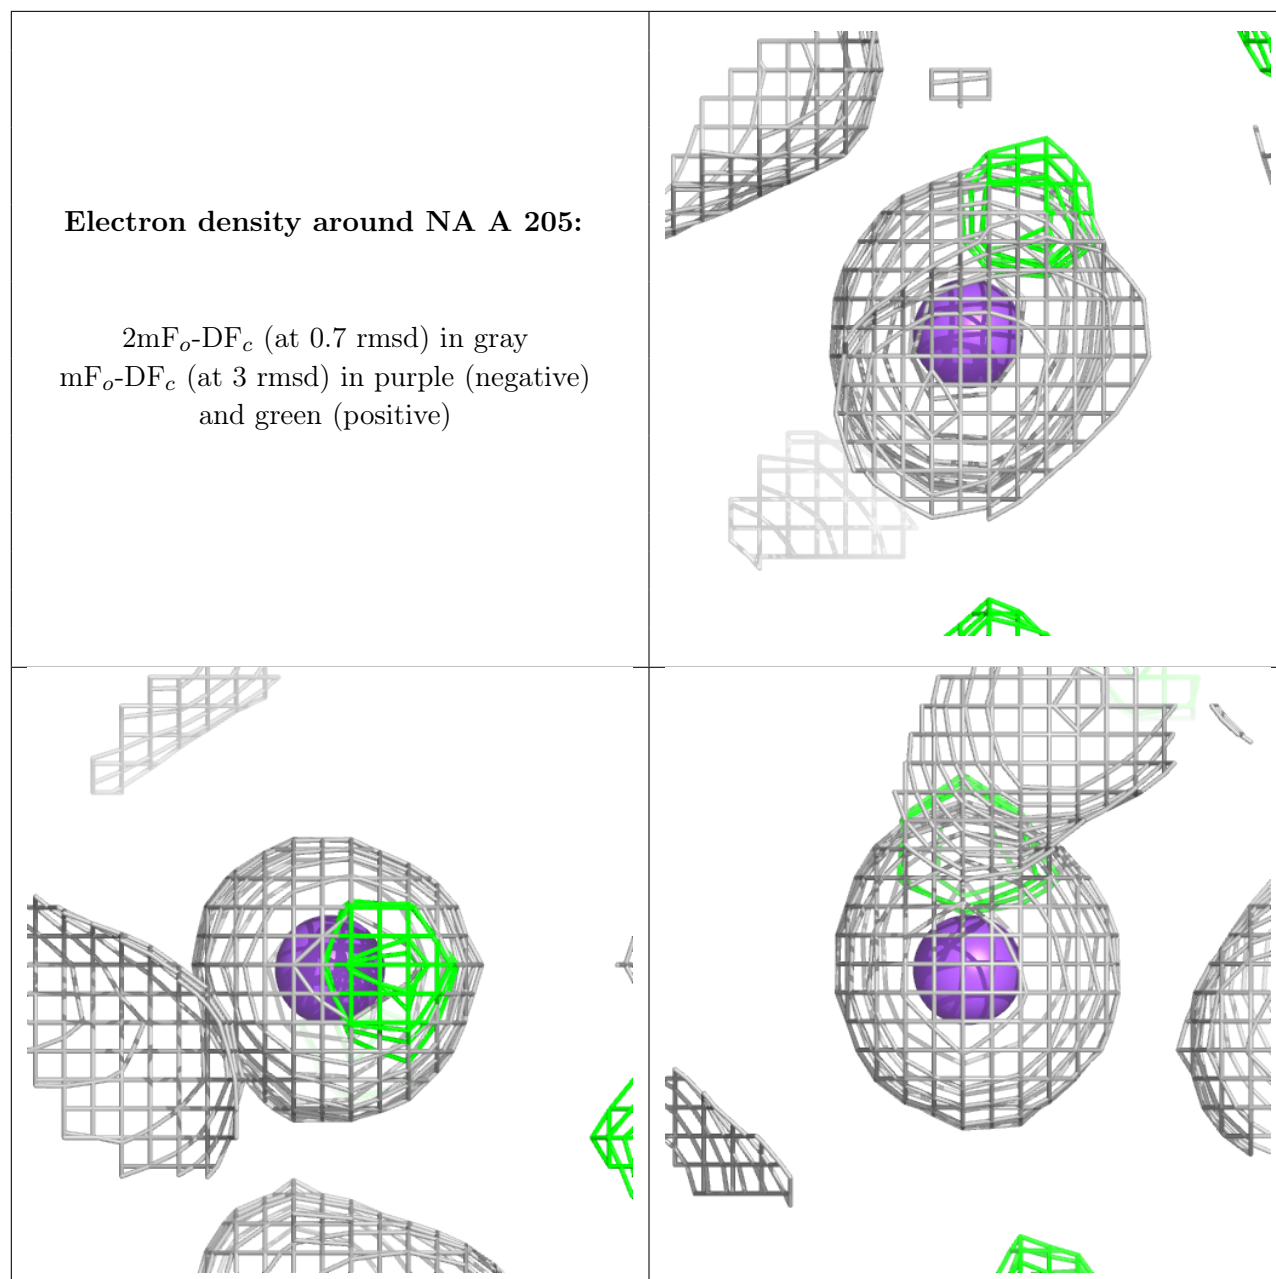 Electron density around NA A 205:
2mFₒ-DF𝒸 (at 0.7 rmsd) in gray
mFₒ-DF𝒸 (at 3 rmsd) in purple (negative)
and green (positive)